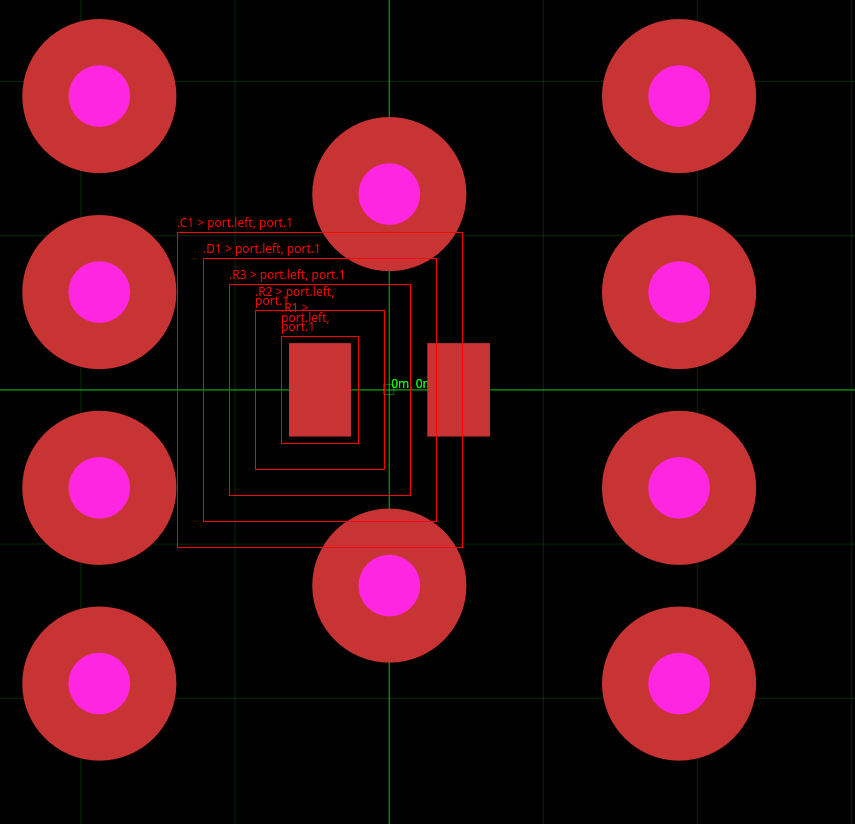 .C1 > port.left, port.1
.D1 > port.left, port.1
.R3 > port.left, port.1
.R2 > port.left,
port.1
.R1 >
port.left,
port.1
0m, 0m